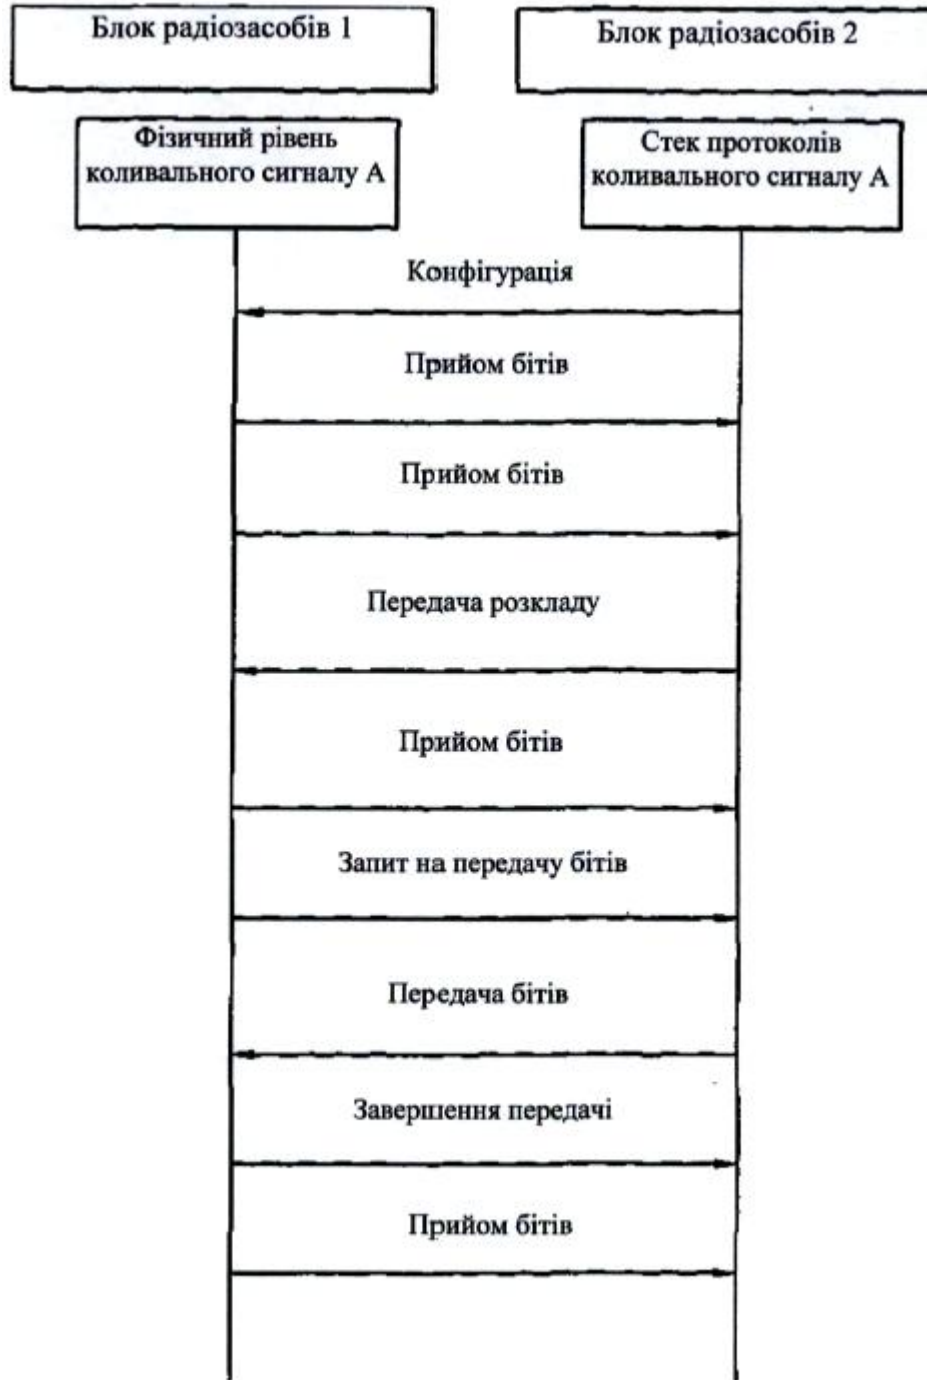 Блок радіозасобів 1
Блок радіозасобів 2
Фізичний рівень
коливального сигналу А
Стек протоколів
коливального сигналу А
Конфігурація
Прийом бітів
Прийом бітів
Передача розкладу
Прийом бітів
Запит на передачу бітів
Передача бітів
Завершення передачі
Прийом бітів